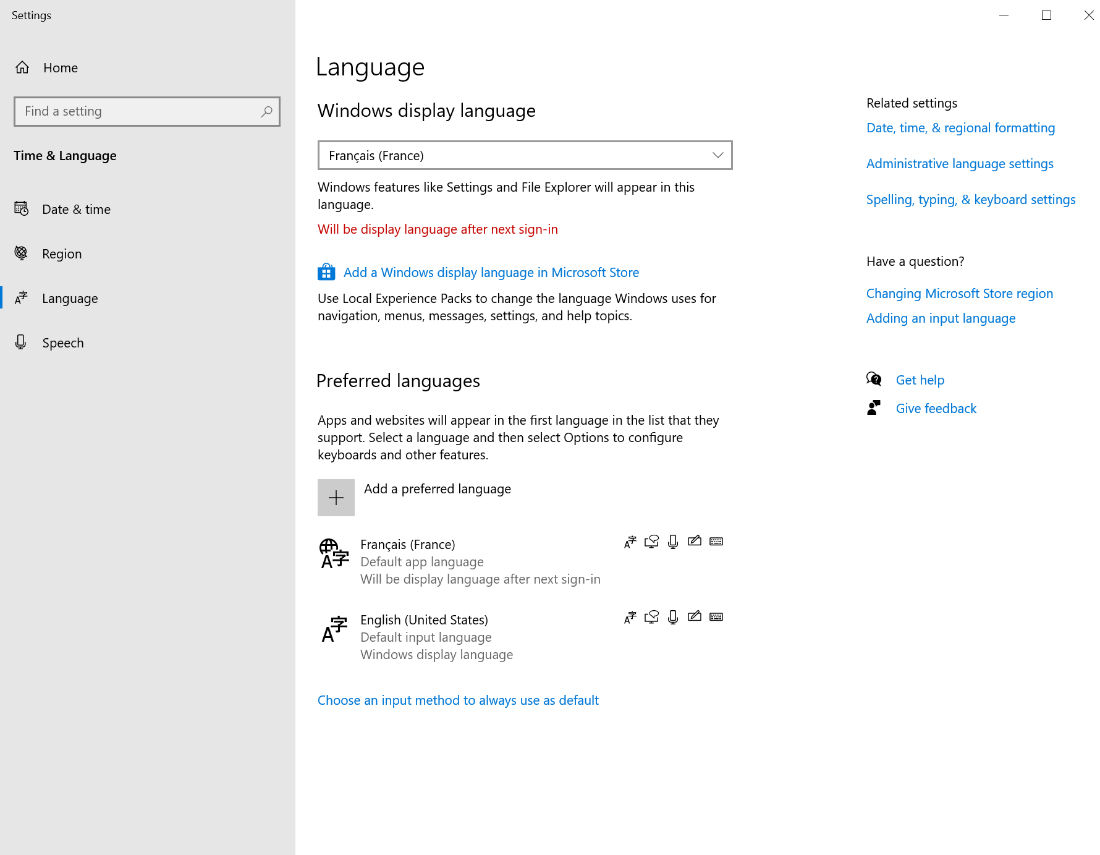 Settings
Home
Find a setting
Time & Language
Date & time
Region
Language
Speech
Language
Windows display language
Français (France)
Windows features like Settings and File Explorer will appear in this
language.
Will be display language after next sign-in
Add a Windows display language in Microsoft Store
Use Local Experience Packs to change the language Windows uses for
navigation, menus, messages, settings, and help topics.
Preferred languages
Apps and websites will appear in the first language in the list that they
support. Select a language and then select Options to configure
keyboards and other features.
Add a preferred language
Français (France)
Default app language
Will be display language after next sign-in
English (United States)
Default input language
Windows display language
Choose an input method to always use as default
Related settings
Date, time, & regional formatting
Administrative language settings
Spelling, typing, & keyboard settings
Have a question?
Changing Microsoft Store region
Adding an input language
Get help
Give feedback